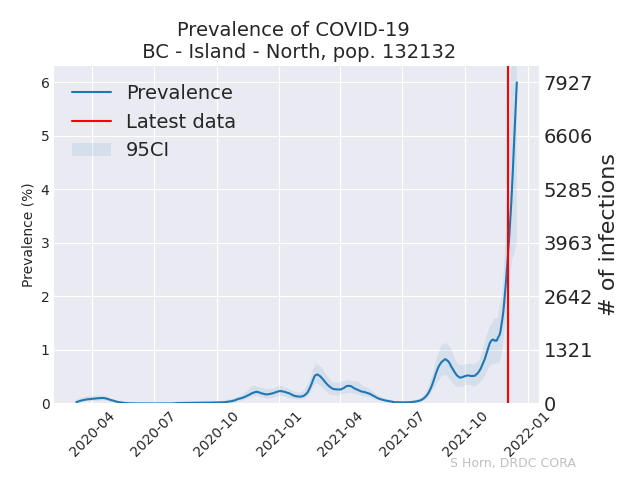 Prevalence of COVID-19
BC - Island - North, pop. 132132
Prevalence
Latest data
95CI
Prevalence (%)
6
5
4
3
2
1
0
7927
6606
5285
3963
2642
1321
0
# of infections
2020-04
2020-07
2020-10
2021-01
2021-04
2021-07
2021-10
2022-01
S Horn, DRDC CORA